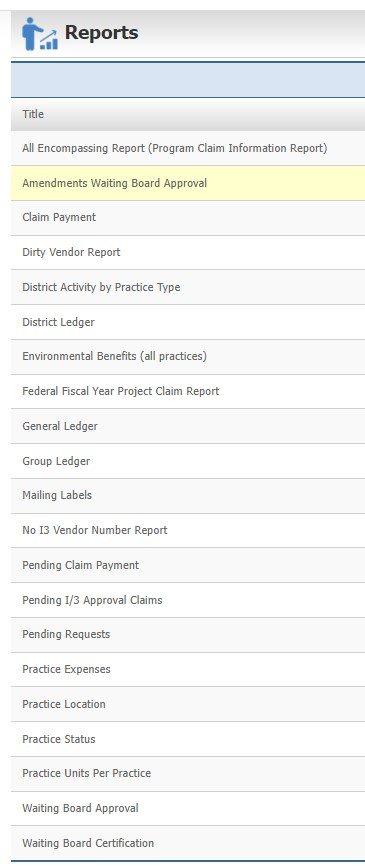 Reports
Title
All Encompassing Report (Program Claim Information Report)
Amendments Waiting Board Approval
Claim Payment
Dirty Vendor Report
District Activity by Practice Type
District Ledger
Environmental Benefits (all practices)
Federal Fiscal Year Project Claim Report
General Ledger
Group Ledger
Mailing Labels
No I3 Vendor Number Report
Pending Claim Payment
Pending I/3 Approval Claims
Pending Requests
Practice Expenses
Practice Location
Practice Status
Practice Units Per Practice
Waiting Board Approval
Waiting Board Certification